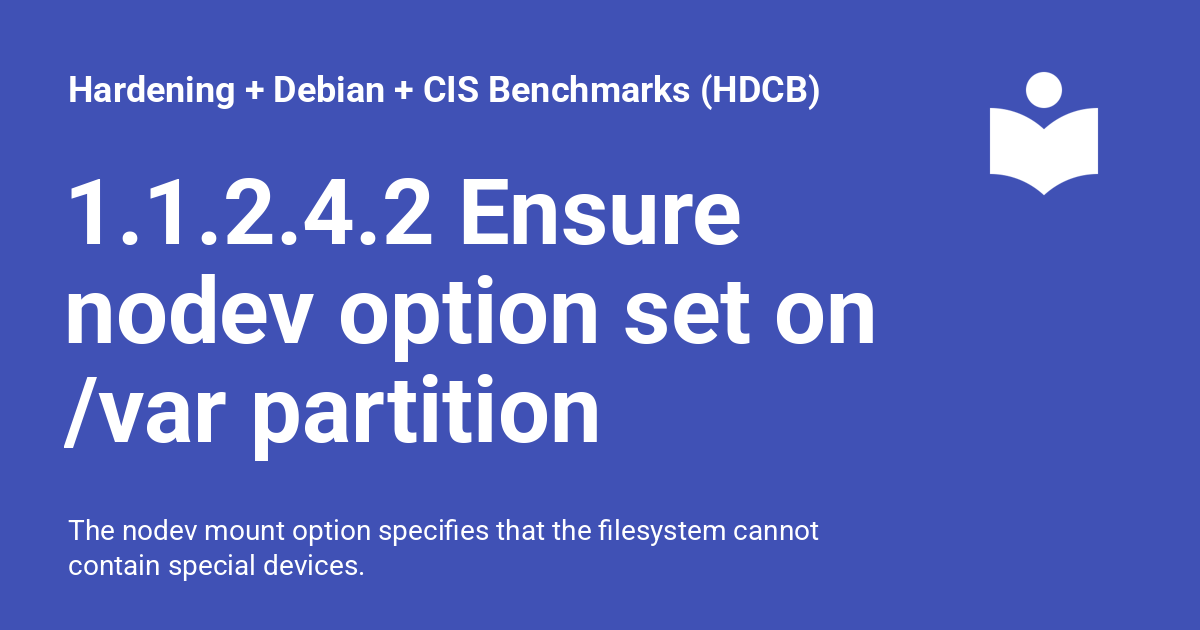 Hardening + Debian + CIS Benchmarks (HDCB)
1.1.2.4.2 Ensure
nodev option set on
/var partition
The nodev mount option specifies that the filesystem cannot
contain special devices.